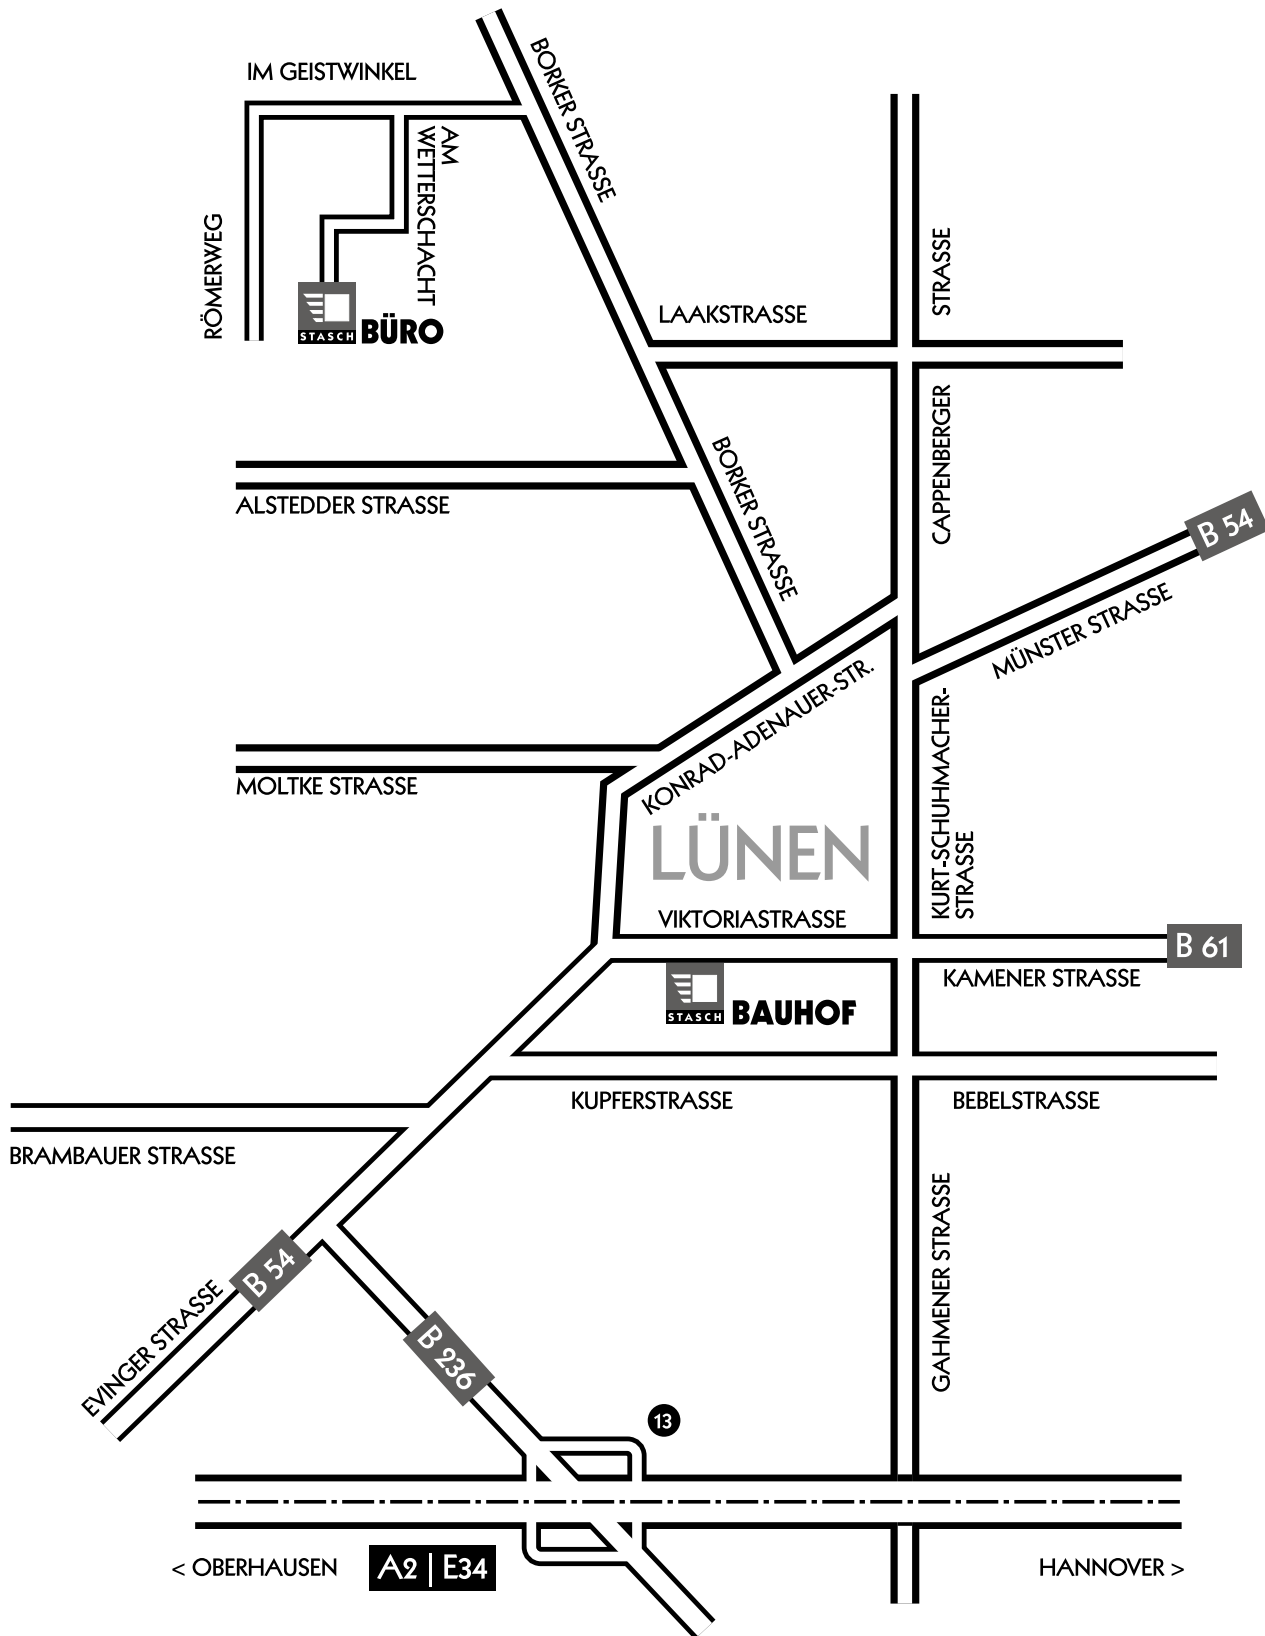 BORKER STRASSE
IM GEISTWINKEL
AM
WETTERSCHACHT
RÖMERWEG
STASCH BÜRO
LAAKSTRASSE
STRASSE
CAPPENBERGER
BORKER STRASSE
ALSTEDDER STRASSE
B 54
MÜNSTER STRASSE
KONRAD-ADENAUER-STR.
MOLTKE STRASSE
KURT-SCHUHMACHER-
STRASSE
LÜNEN
VIKTORIASTRASSE
B 61
KAMENER STRASSE
STASCH BAUHOF
KUPFERSTRASSE
BEBELSTRASSE
BRAMBAUER STRASSE
GAHMENER STRASSE
B 54
EVINGER STRASSE
B 236
13
< OBERHAUSEN
A2 | E34
HANNOVER >